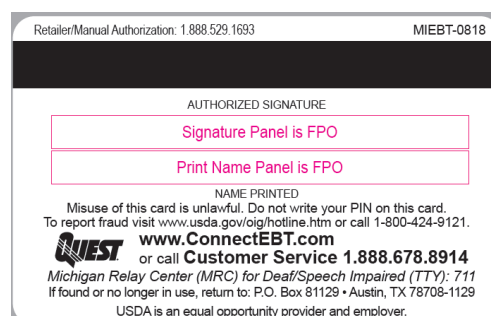 Retailer/Manual Authorization: 1.888.529.1693 MIEBT-0818
AUTHORIZED SIGNATURE
Signature Panel is FPO
Print Name Panel is FPO
NAME PRINTED
Misuse of this card is unlawful. Do not write your PIN on this card.
To report fraud visit www.usda.gov/oig/hotline.htm or call 1-800-424-9121.
QUEST www.ConnectEBT.com
or call Customer Service 1.888.678.8914
Michigan Relay Center (MRC) for Deaf/Speech Impaired (TTY): 711
If found or no longer in use, return to: P.O. Box 81129 • Austin, TX 78708-1129
USDA is an equal opportunity provider and employer.